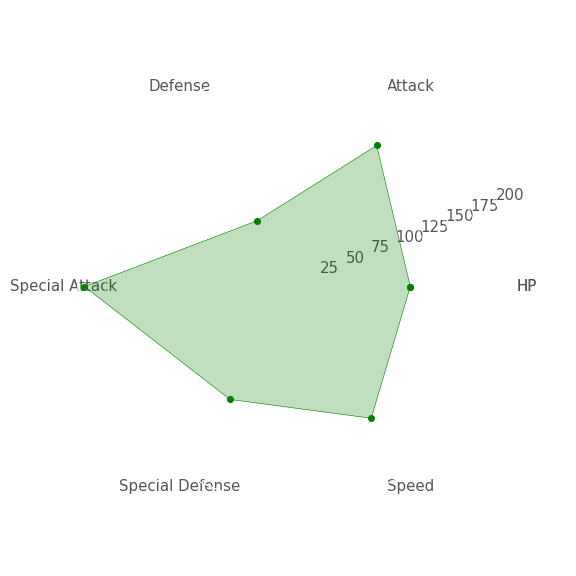 Defense
Attack
200
175
150
125
100
75
50
25
Special Attack
HP
Special Defense
Speed